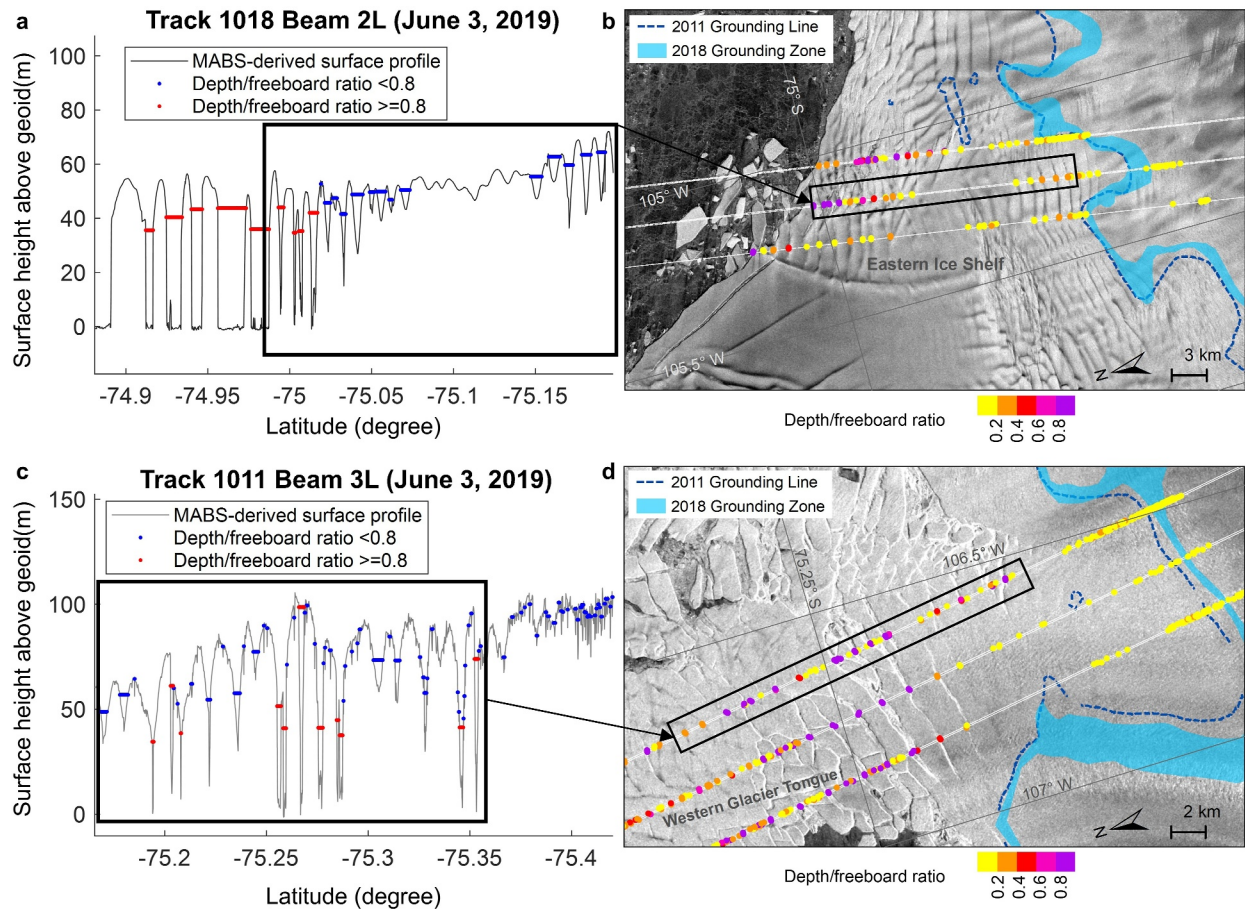 a
Track 1018 Beam 2L (June 3, 2019)
MABS-derived surface profile
Depth/freeboard ratio <0.8
Depth/freeboard ratio >=0.8
Surface height above geoid(m)
100
80
60
40
20
0
-74.9
-74.95
-75
-75.05
-75.1
-75.15
Latitude (degree)
b
2011 Grounding Line
2018 Grounding Zone
75° S
105° W
Eastern Ice Shelf
105.5° W
N
3 km
Depth/freeboard ratio
0.2
0.4
0.6
0.8
c
Track 1011 Beam 3L (June 3, 2019)
MABS-derived surface profile
Depth/freeboard ratio <0.8
Depth/freeboard ratio >=0.8
Surface height above geoid(m)
150
100
50
0
-75.2
-75.25
-75.3
-75.35
-75.4
Latitude (degree)
d
2011 Grounding Line
2018 Grounding Zone
75.25° S
106.5° W
Western Glacier Tongue
107° W
N
2 km
Depth/freeboard ratio
0.2
0.4
0.6
0.8